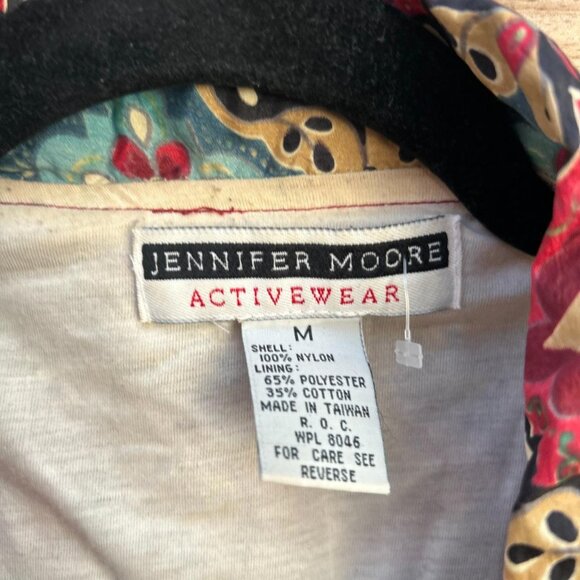 JENNIFER MOORE
ACTIVEWEAR
M
SHELL:
100% NYLON
LINING:
65% POLYESTER
35% COTTON
MADE IN TAIWAN
R. O. C.
WPL 8046
FOR CARE SEE
REVERSE